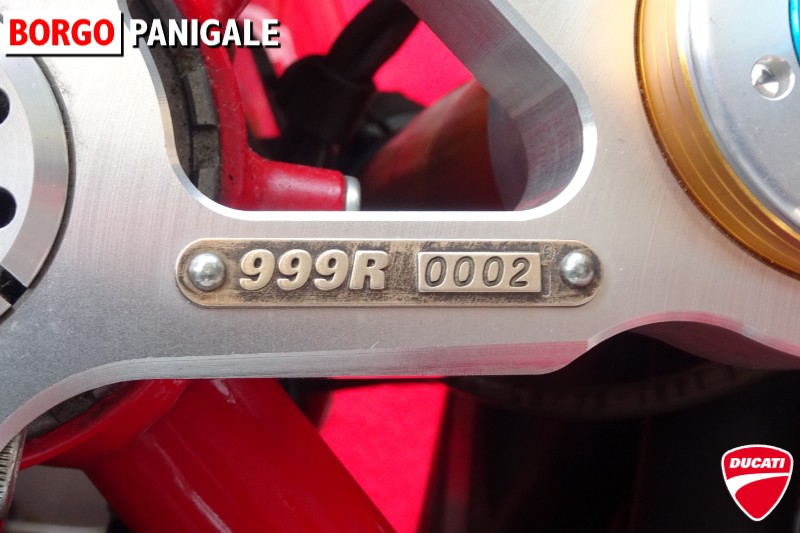 BORGO PANIGALE
999R 0002
DUCATI